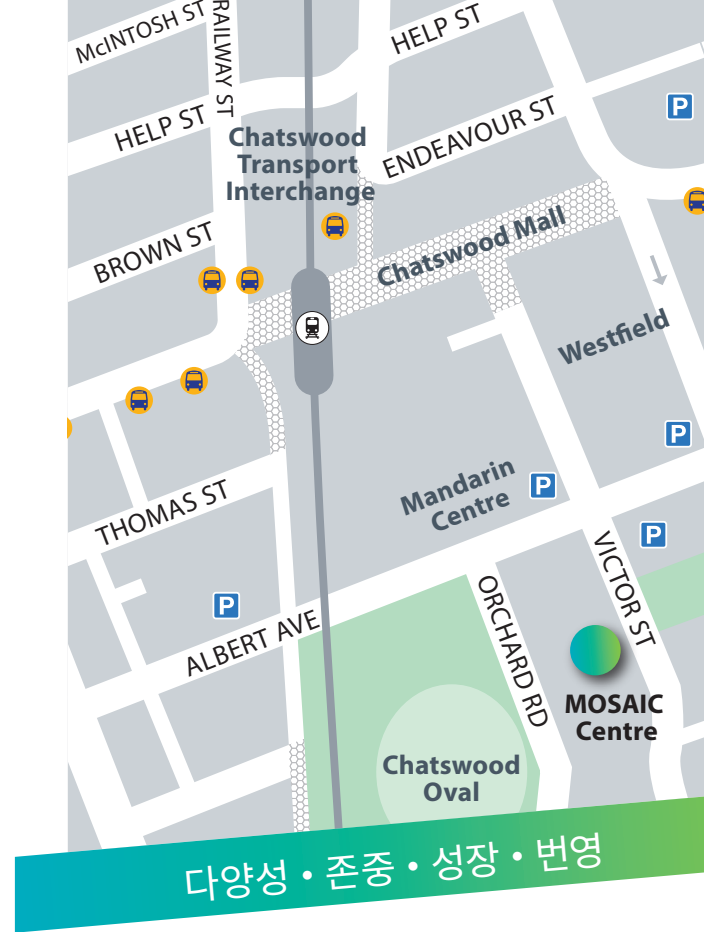 McINTOSH ST
RAILWAY ST
HELP ST
HELP ST
Chatswood
Transport
Interchange
ENDEAVOUR ST
P
BROWN ST
Chatswood Mall
Westfield
P
Mandarin
Centre
P
THOMAS ST
P
VICTOR ST
P
ALBERT AVE
ORCHARD RD
MOSAIC
Centre
Chatswood
Oval
다양성 • 존중 • 성장 • 번영